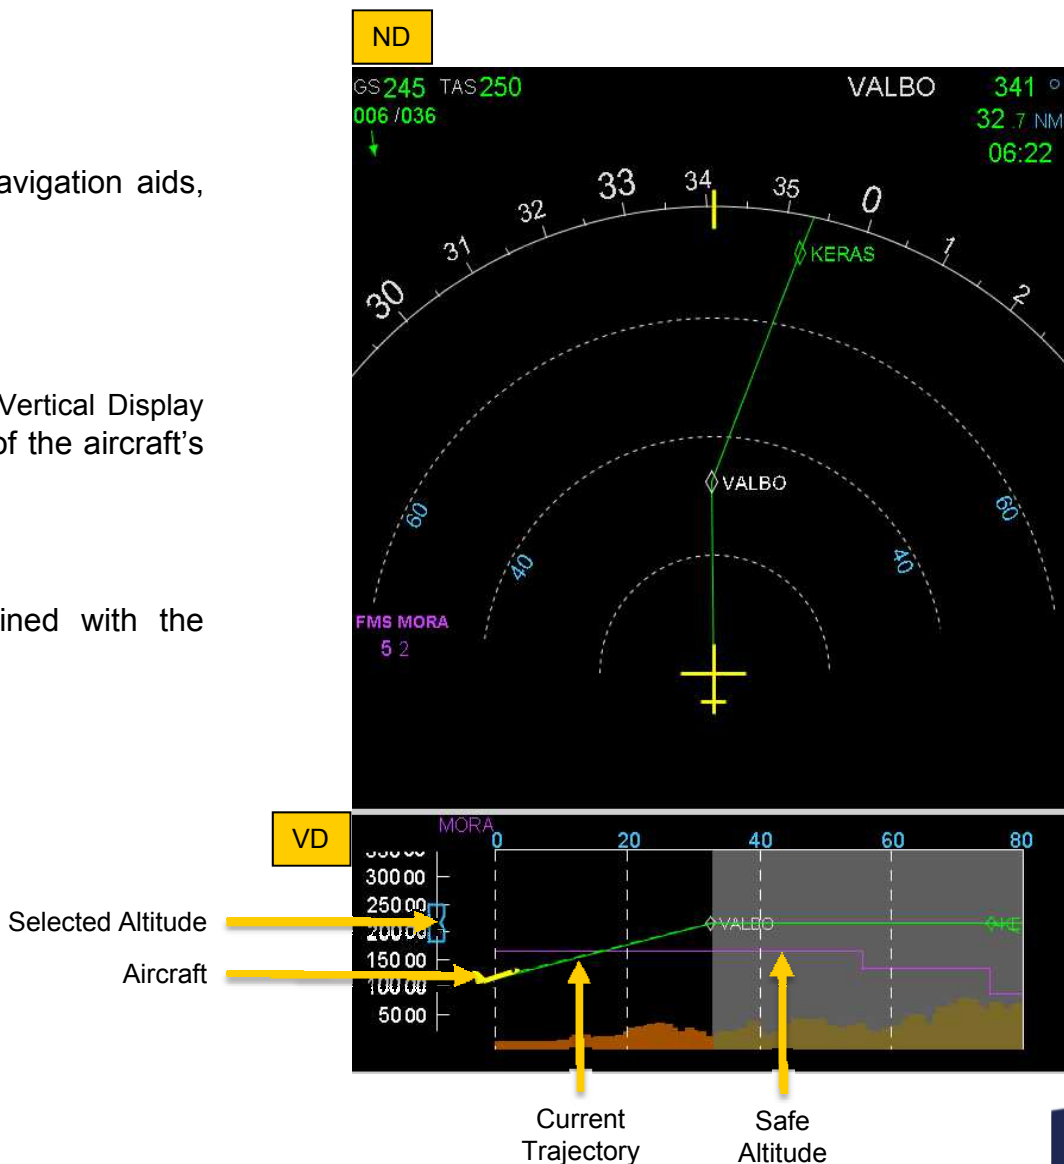 ND
GS 245 TAS 250
006 /036
VALBO 341 °
32 .7 NM
06:22
avigation aids,
30 31 32 33 34 35 0 1 2
KERAS
Vertical Display
of the aircraft's
VALBO
60 60
40 40
ined with the
FMS MORA
5 2
VD
MORA
0 20 40 60 80
300 00
250 00
Selected Altitude
200 00
VALBO
KE
150 00
Aircraft
100 00
50 00
Current
Trajectory
Safe
Altitude